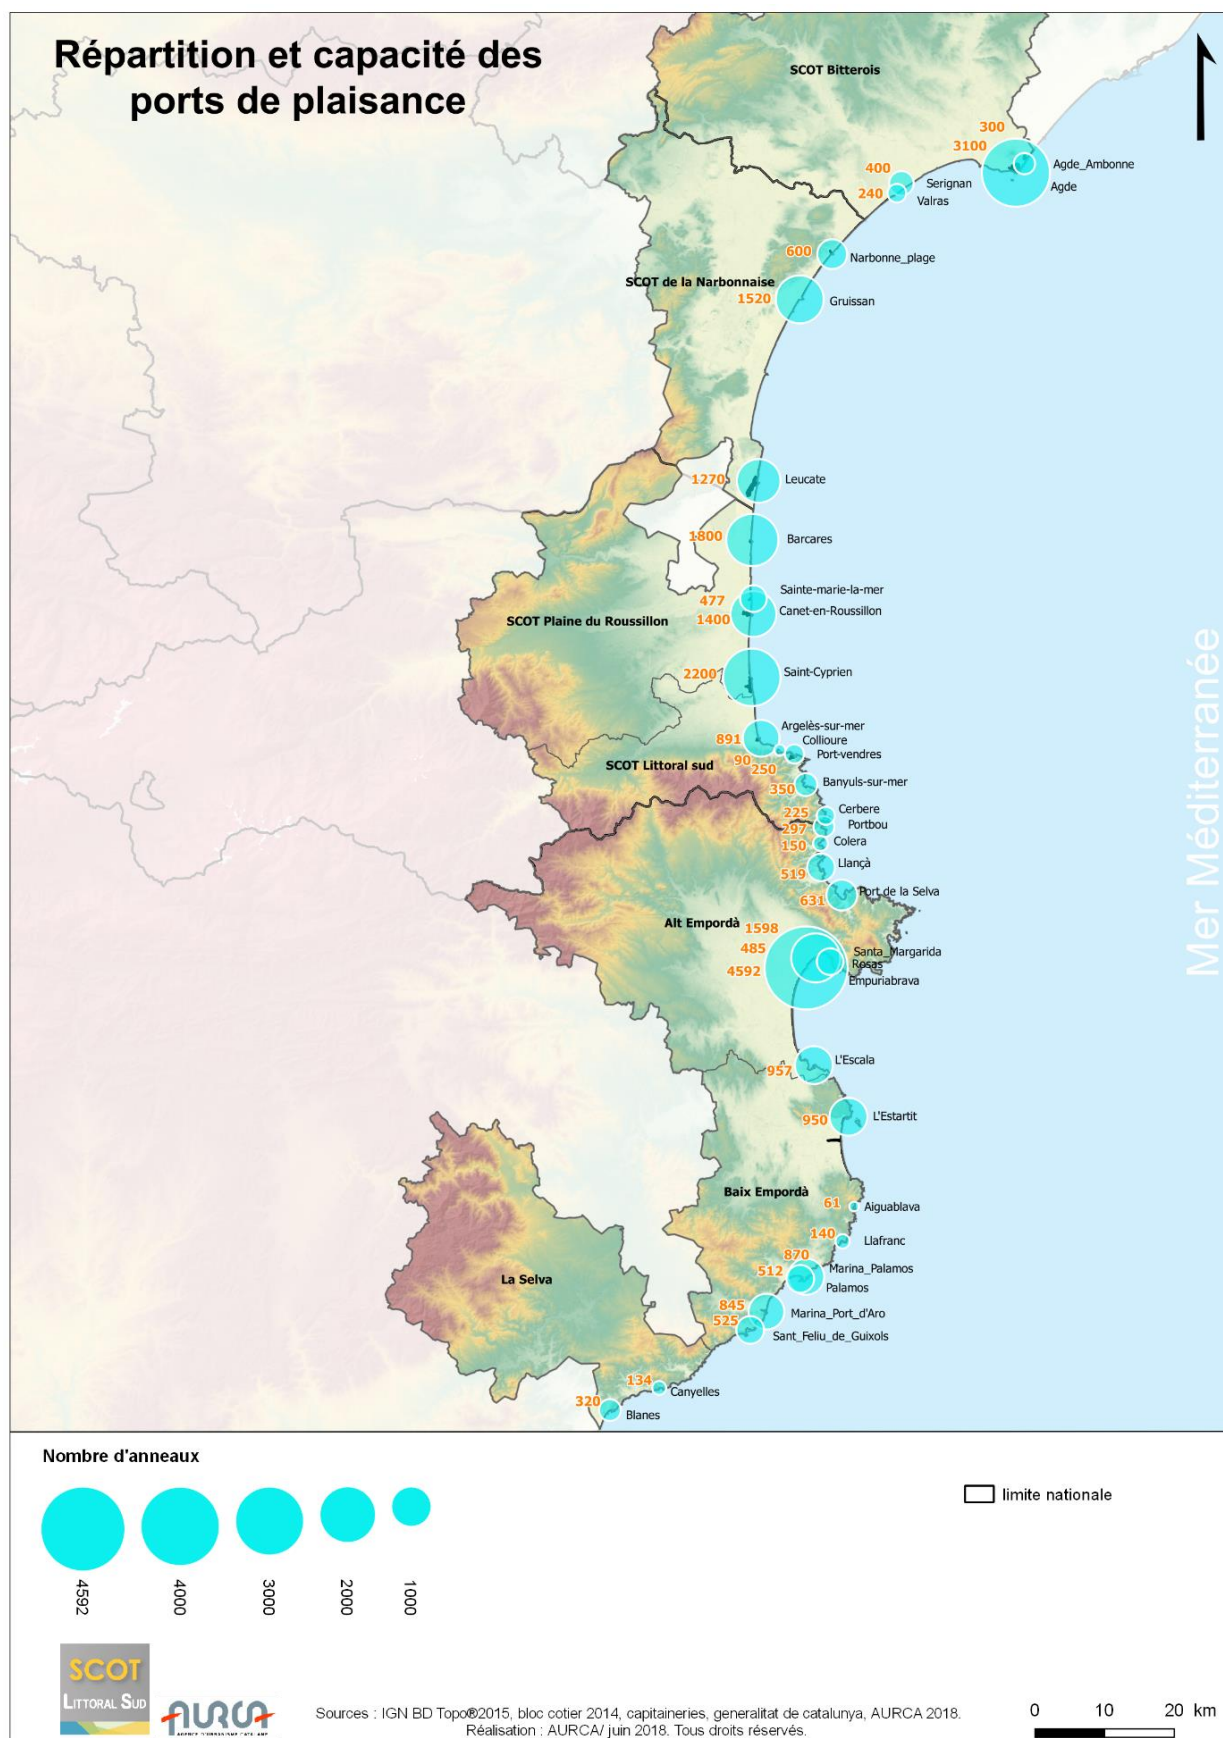 Répartition et capacité des
ports de plaisance
SCOT Bitterois
300
3100
Agde_Ambonne
Agde
400
Serignan
240
Valras
600
Narbonne_plage
SCOT de la Narbonnaise
1520
Gruissan
1270
Leucate
1800
Barcares
Sainte-marie-la-mer
477
Canet-en-Roussillon
1400
SCOT Plaine du Roussillon
2200
Saint-Cyprien
Argelès-sur-mer
891
Collioure
90
Port-vendres
250
SCOT Littoral sud
350
Banyuls-sur-mer
225
Cerbere
297
Portbou
150
Colera
519
Llançà
631
Port de la Selva
Alt Empordà
1598
485
Santa_Margarida
Rosas
4592
Empuriabrava
957
L'Escala
950
L'Estartit
Baix Empordà
61
Aiguablava
140
Llafranc
870
Marina_Palamos
512
Palamos
La Selva
845
Marina_Port_d'Aro
525
Sant_Feliu_de_Guixols
134
Canyelles
320
Blanes
Mer Méditerranée
Nombre d'anneaux
4592
4000
3000
2000
1000
limite nationale
SCOT
LITTORAL SUD
AURCA
AGENCE D'URBANISME CATALANE
Sources : IGN BD Topo®2015, bloc cotier 2014, capitaineries, generalitat de catalunya, AURCA 2018.
Réalisation : AURCA/ juin 2018. Tous droits réservés.
0 10 20 km